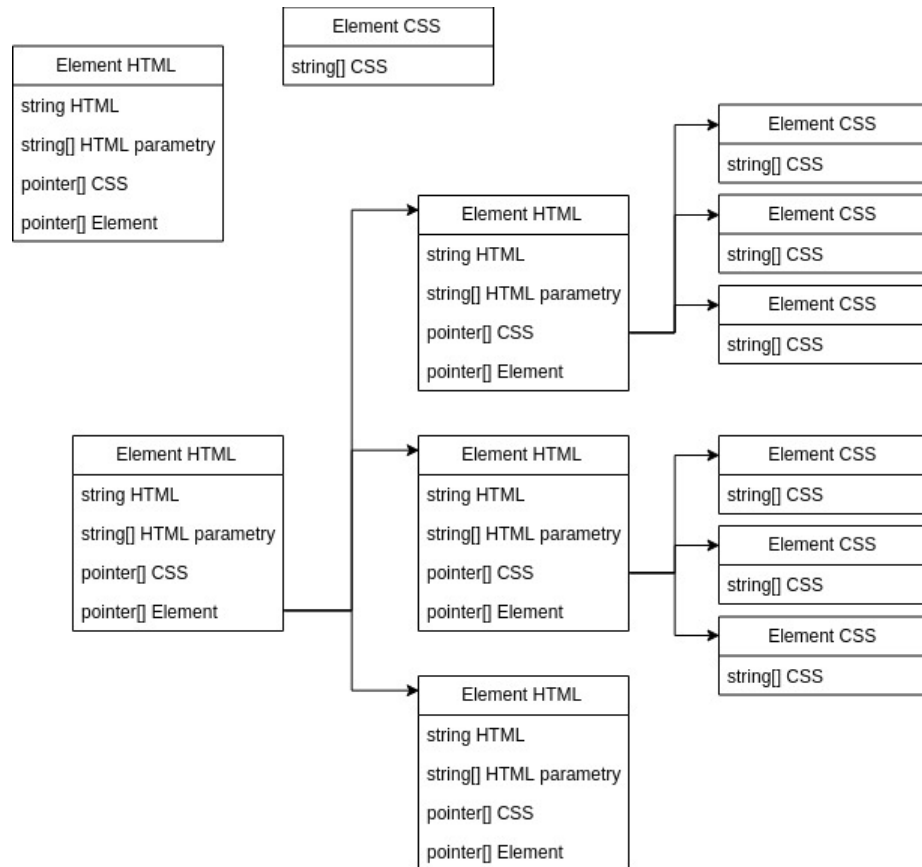 Element CSS
string[] CSS
Element HTML
string HTML
string[] HTML parametry
pointer[] CSS
pointer[] Element
Element HTML
string HTML
string[] HTML parametry
pointer[] CSS
pointer[] Element
Element HTML
string HTML
string[] HTML parametry
pointer[] CSS
pointer[] Element
Element CSS
string[] CSS
Element CSS
string[] CSS
Element CSS
string[] CSS
Element HTML
string HTML
string[] HTML parametry
pointer[] CSS
pointer[] Element
Element CSS
string[] CSS
Element CSS
string[] CSS
Element CSS
string[] CSS
Element HTML
string HTML
string[] HTML parametry
pointer[] CSS
pointer[] Element